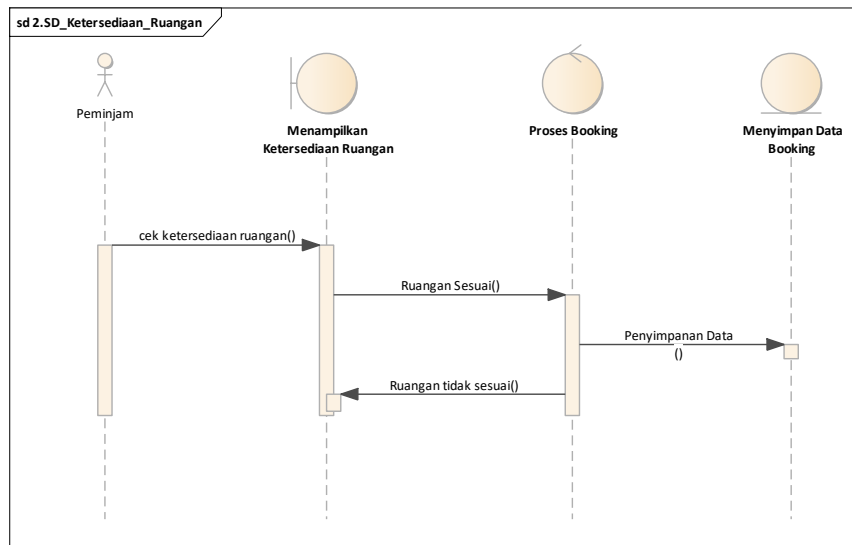 sd 2.SD_Ketersediaan_Ruangan
Peminjam
Menampilkan
Ketersediaan Ruangan
Proses Booking
Menyimpan Data
Booking
cek ketersediaan ruangan()
Ruangan Sesuai()
Penyimpanan Data
()
Ruangan tidak sesuai()